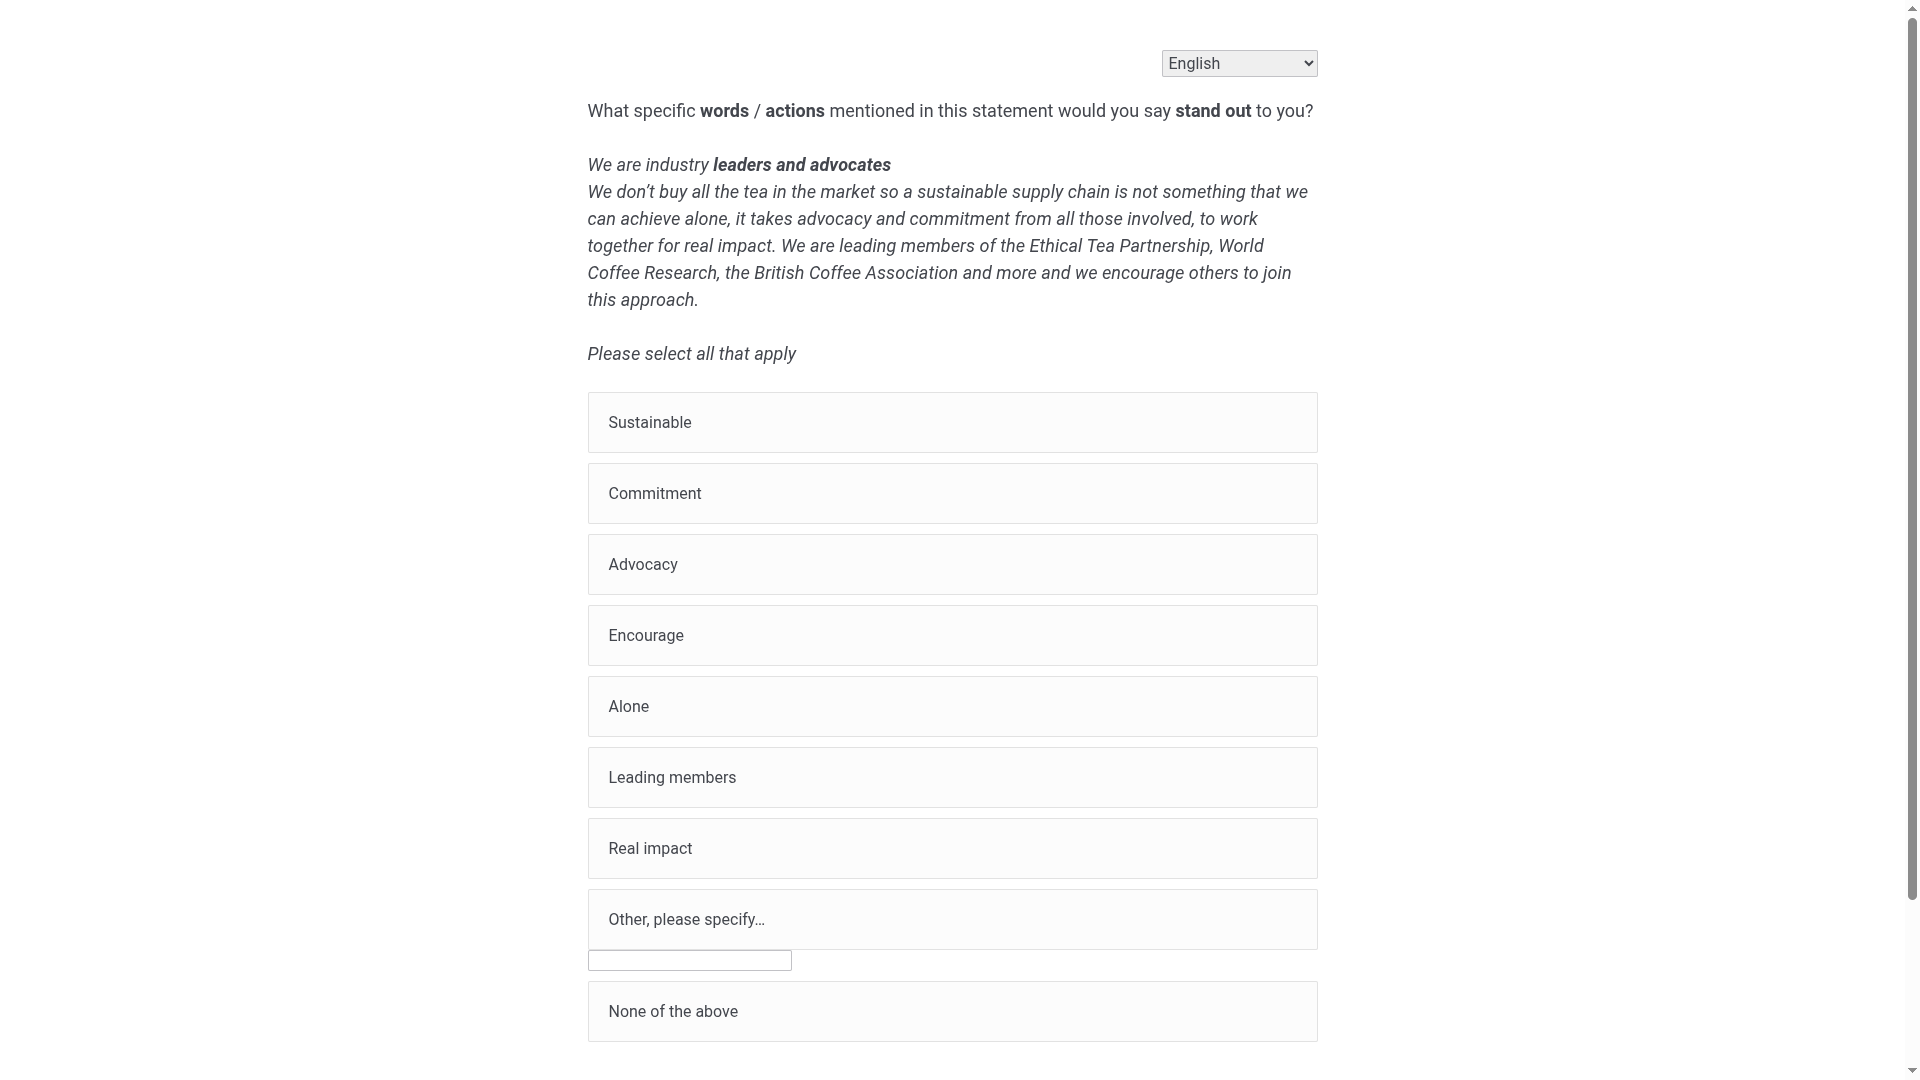 English
What specific words / actions mentioned in this statement would you say stand out to you?
We are industry leaders and advocates
We don’t buy all the tea in the market so a sustainable supply chain is not something that we
can achieve alone, it takes advocacy and commitment from all those involved, to work
together for real impact. We are leading members of the Ethical Tea Partnership, World
Coffee Research, the British Coffee Association and more and we encourage others to join
this approach.
Please select all that apply
Sustainable
Commitment
Advocacy
Encourage
Alone
Leading members
Real impact
Other, please specify...
None of the above